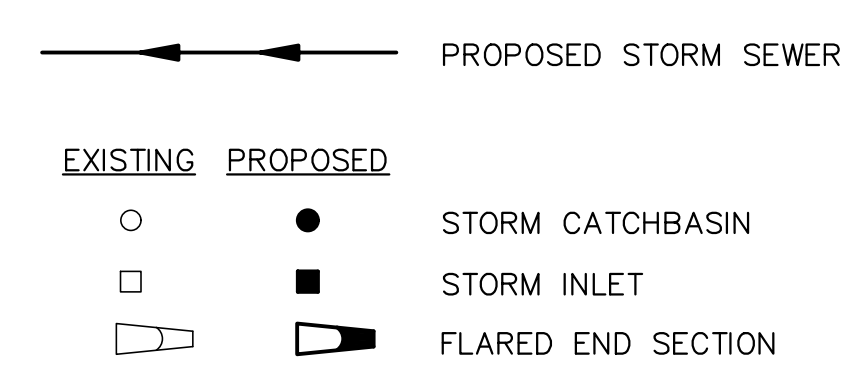 PROPOSED STORM SEWER
EXISTING PROPOSED
STORM CATCHBASIN
STORM INLET
FLARED END SECTION